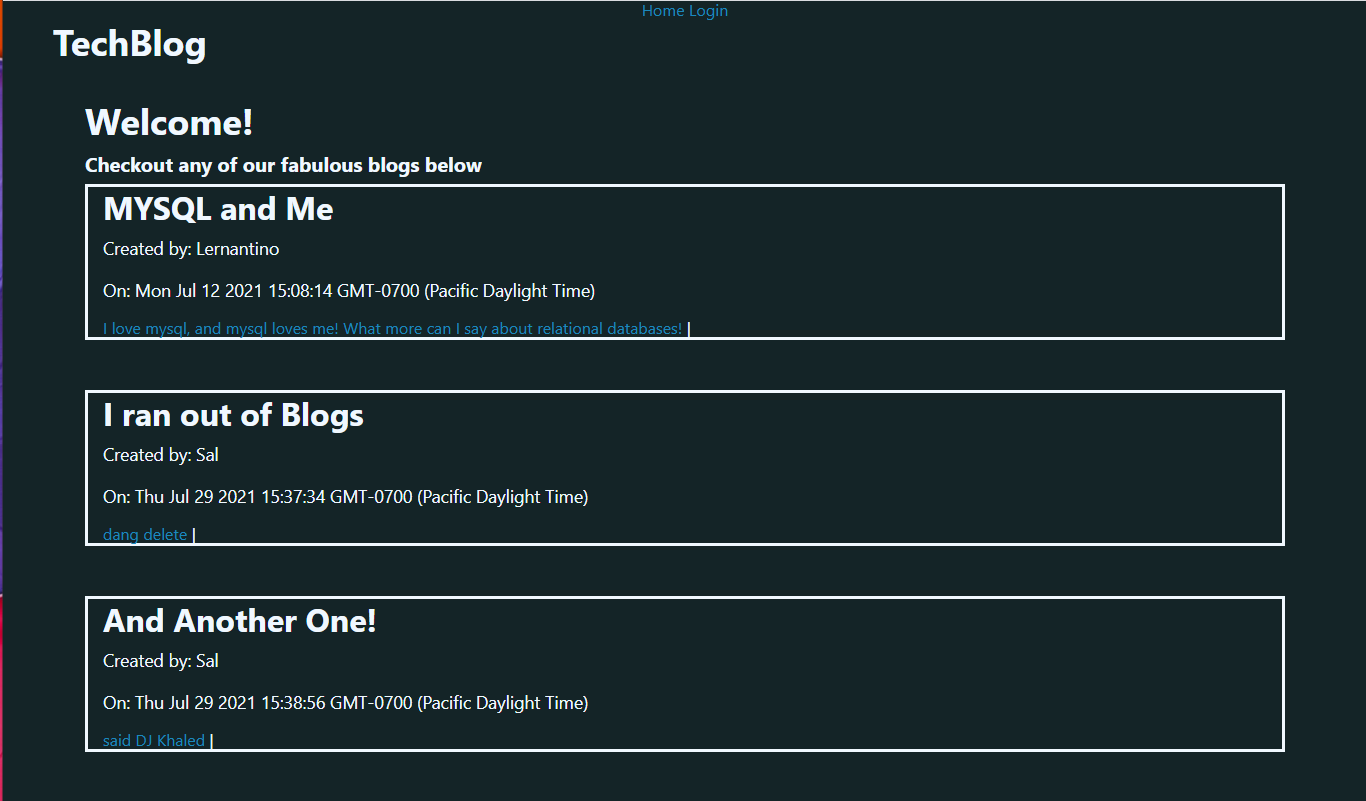 Home Login
TechBlog
Welcome!
Checkout any of our fabulous blogs below
MYSQL and Me
Created by: Lernantino
On: Mon Jul 12 2021 15:08:14 GMT-0700 (Pacific Daylight Time)
I love mysql, and mysql loves me! What more can I say about relational databases! |
I ran out of Blogs
Created by: Sal
On: Thu Jul 29 2021 15:37:34 GMT-0700 (Pacific Daylight Time)
dang delete |
And Another One!
Created by: Sal
On: Thu Jul 29 2021 15:38:56 GMT-0700 (Pacific Daylight Time)
said DJ Khaled |